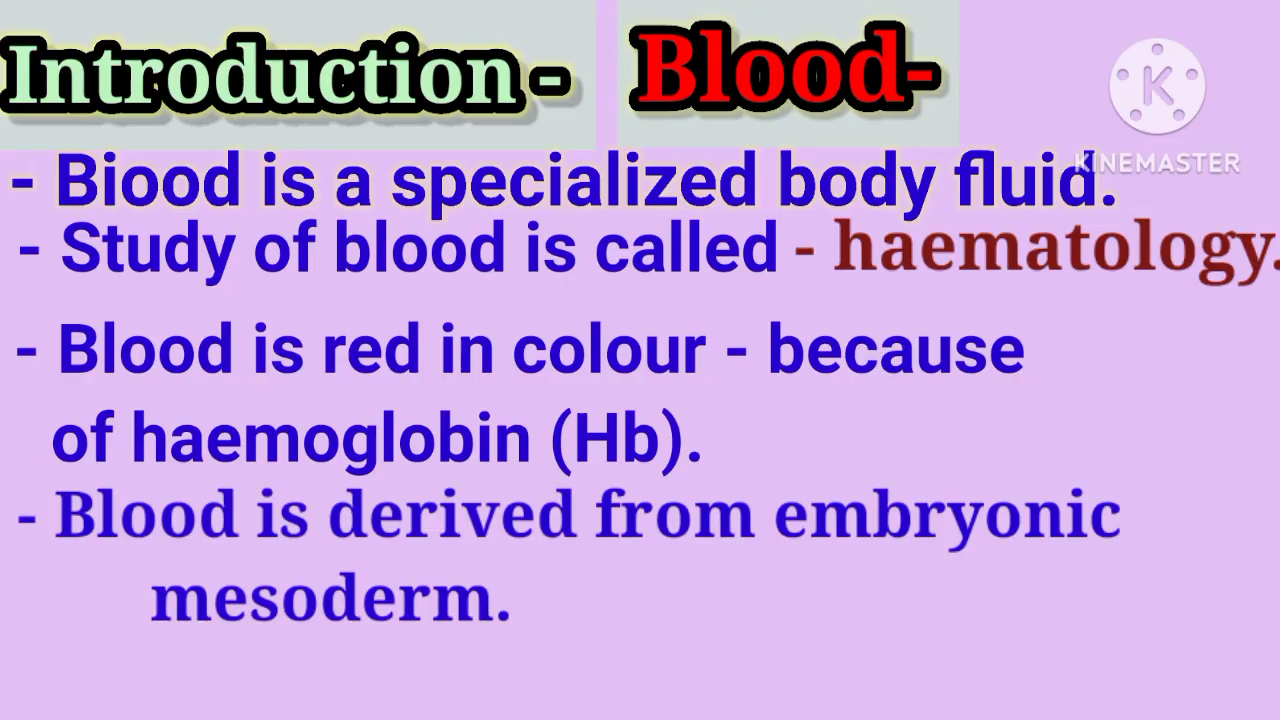 Introduction - Blood-
K
KINEMASTER
- Biood is a specialized body fluid.
- Study of blood is called - haematology.
- Blood is red in colour - because
of haemoglobin (Hb).
- Blood is derived from embryonic
mesoderm.